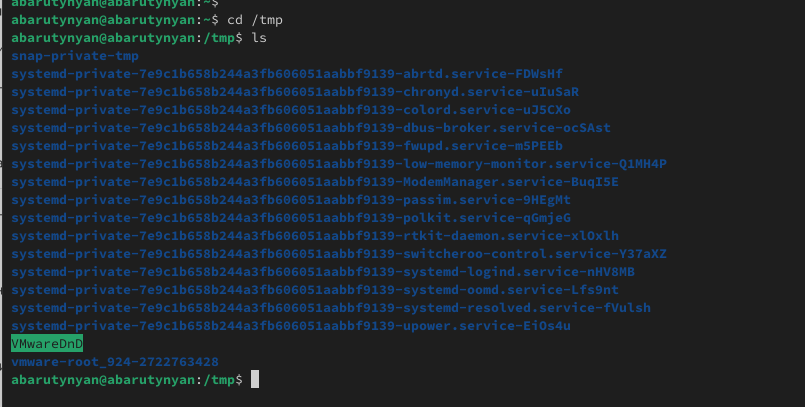 abarutynyan@abarutynyan:~$
abarutynyan@abarutynyan:~$ cd /tmp
abarutynyan@abarutynyan:/tmp$ ls
snap-private-tmp
systemd-private-7e9c1b658b244a3fb606051aabbf9139-abrtd.service-FDWsHf
systemd-private-7e9c1b658b244a3fb606051aabbf9139-chronyd.service-uIuSaR
systemd-private-7e9c1b658b244a3fb606051aabbf9139-colord.service-uJ5CXo
systemd-private-7e9c1b658b244a3fb606051aabbf9139-dbus-broker.service-ocSAst
systemd-private-7e9c1b658b244a3fb606051aabbf9139-fwupd.service-m5PEEb
systemd-private-7e9c1b658b244a3fb606051aabbf9139-low-memory-monitor.service-Q1MH4P
systemd-private-7e9c1b658b244a3fb606051aabbf9139-ModemManager.service-BuqI5E
systemd-private-7e9c1b658b244a3fb606051aabbf9139-passim.service-9HEgMt
systemd-private-7e9c1b658b244a3fb606051aabbf9139-polkit.service-qGmjeG
systemd-private-7e9c1b658b244a3fb606051aabbf9139-rtkit-daemon.service-xlOxlh
systemd-private-7e9c1b658b244a3fb606051aabbf9139-switcheroo-control.service-Y37aXZ
systemd-private-7e9c1b658b244a3fb606051aabbf9139-systemd-logind.service-nHV8MB
systemd-private-7e9c1b658b244a3fb606051aabbf9139-systemd-oomd.service-Lfs9nt
systemd-private-7e9c1b658b244a3fb606051aabbf9139-systemd-resolved.service-fVulsh
systemd-private-7e9c1b658b244a3fb606051aabbf9139-upower.service-EiOs4u
VMwareDnD
vmware-root_924-2722763428
abarutynyan@abarutynyan:/tmp$